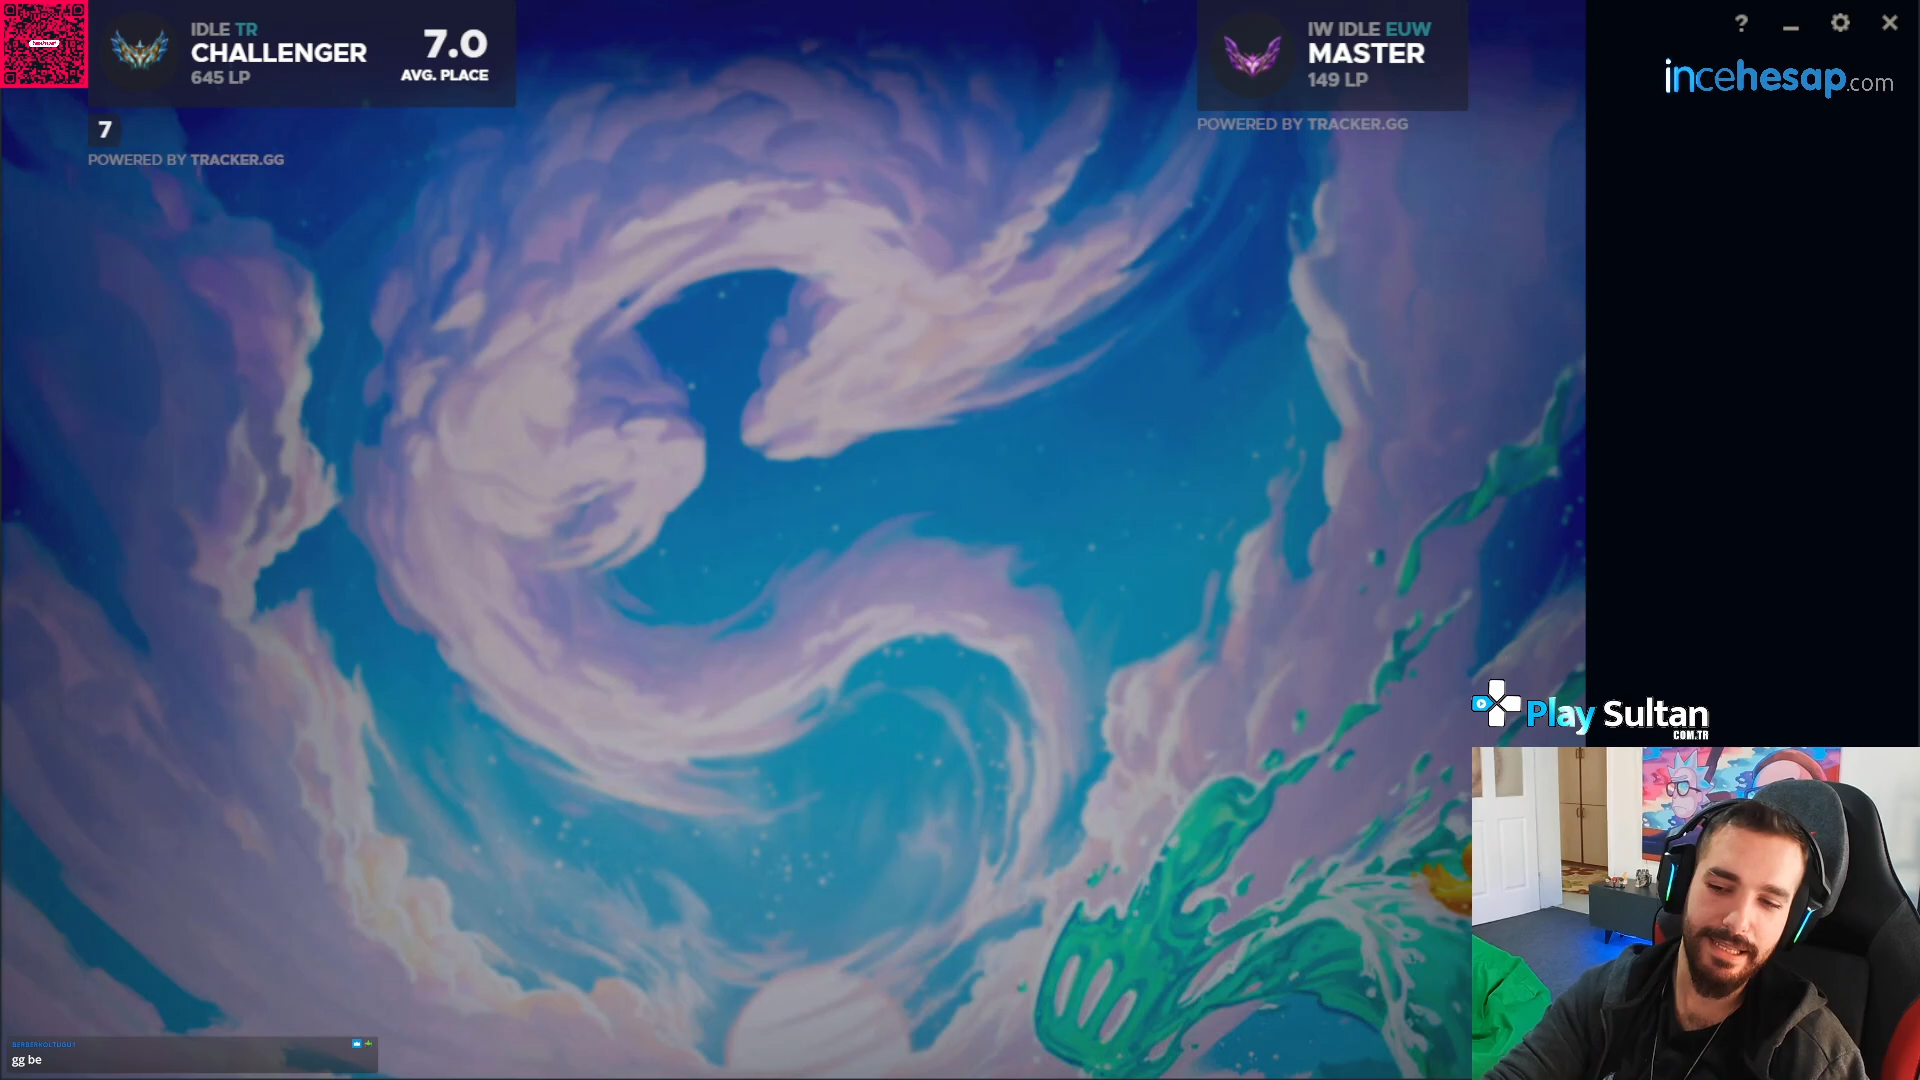 IDLE TR
CHALLENGER
645 LP
7.0
AVG. PLACE
7
POWERED BY TRACKER.GG
IW IDLE EUW
MASTER
149 LP
POWERED BY TRACKER.GG
?
incehesap.com
Play Sultan
COM.TR
BERBERKOLTUGU1
gg be